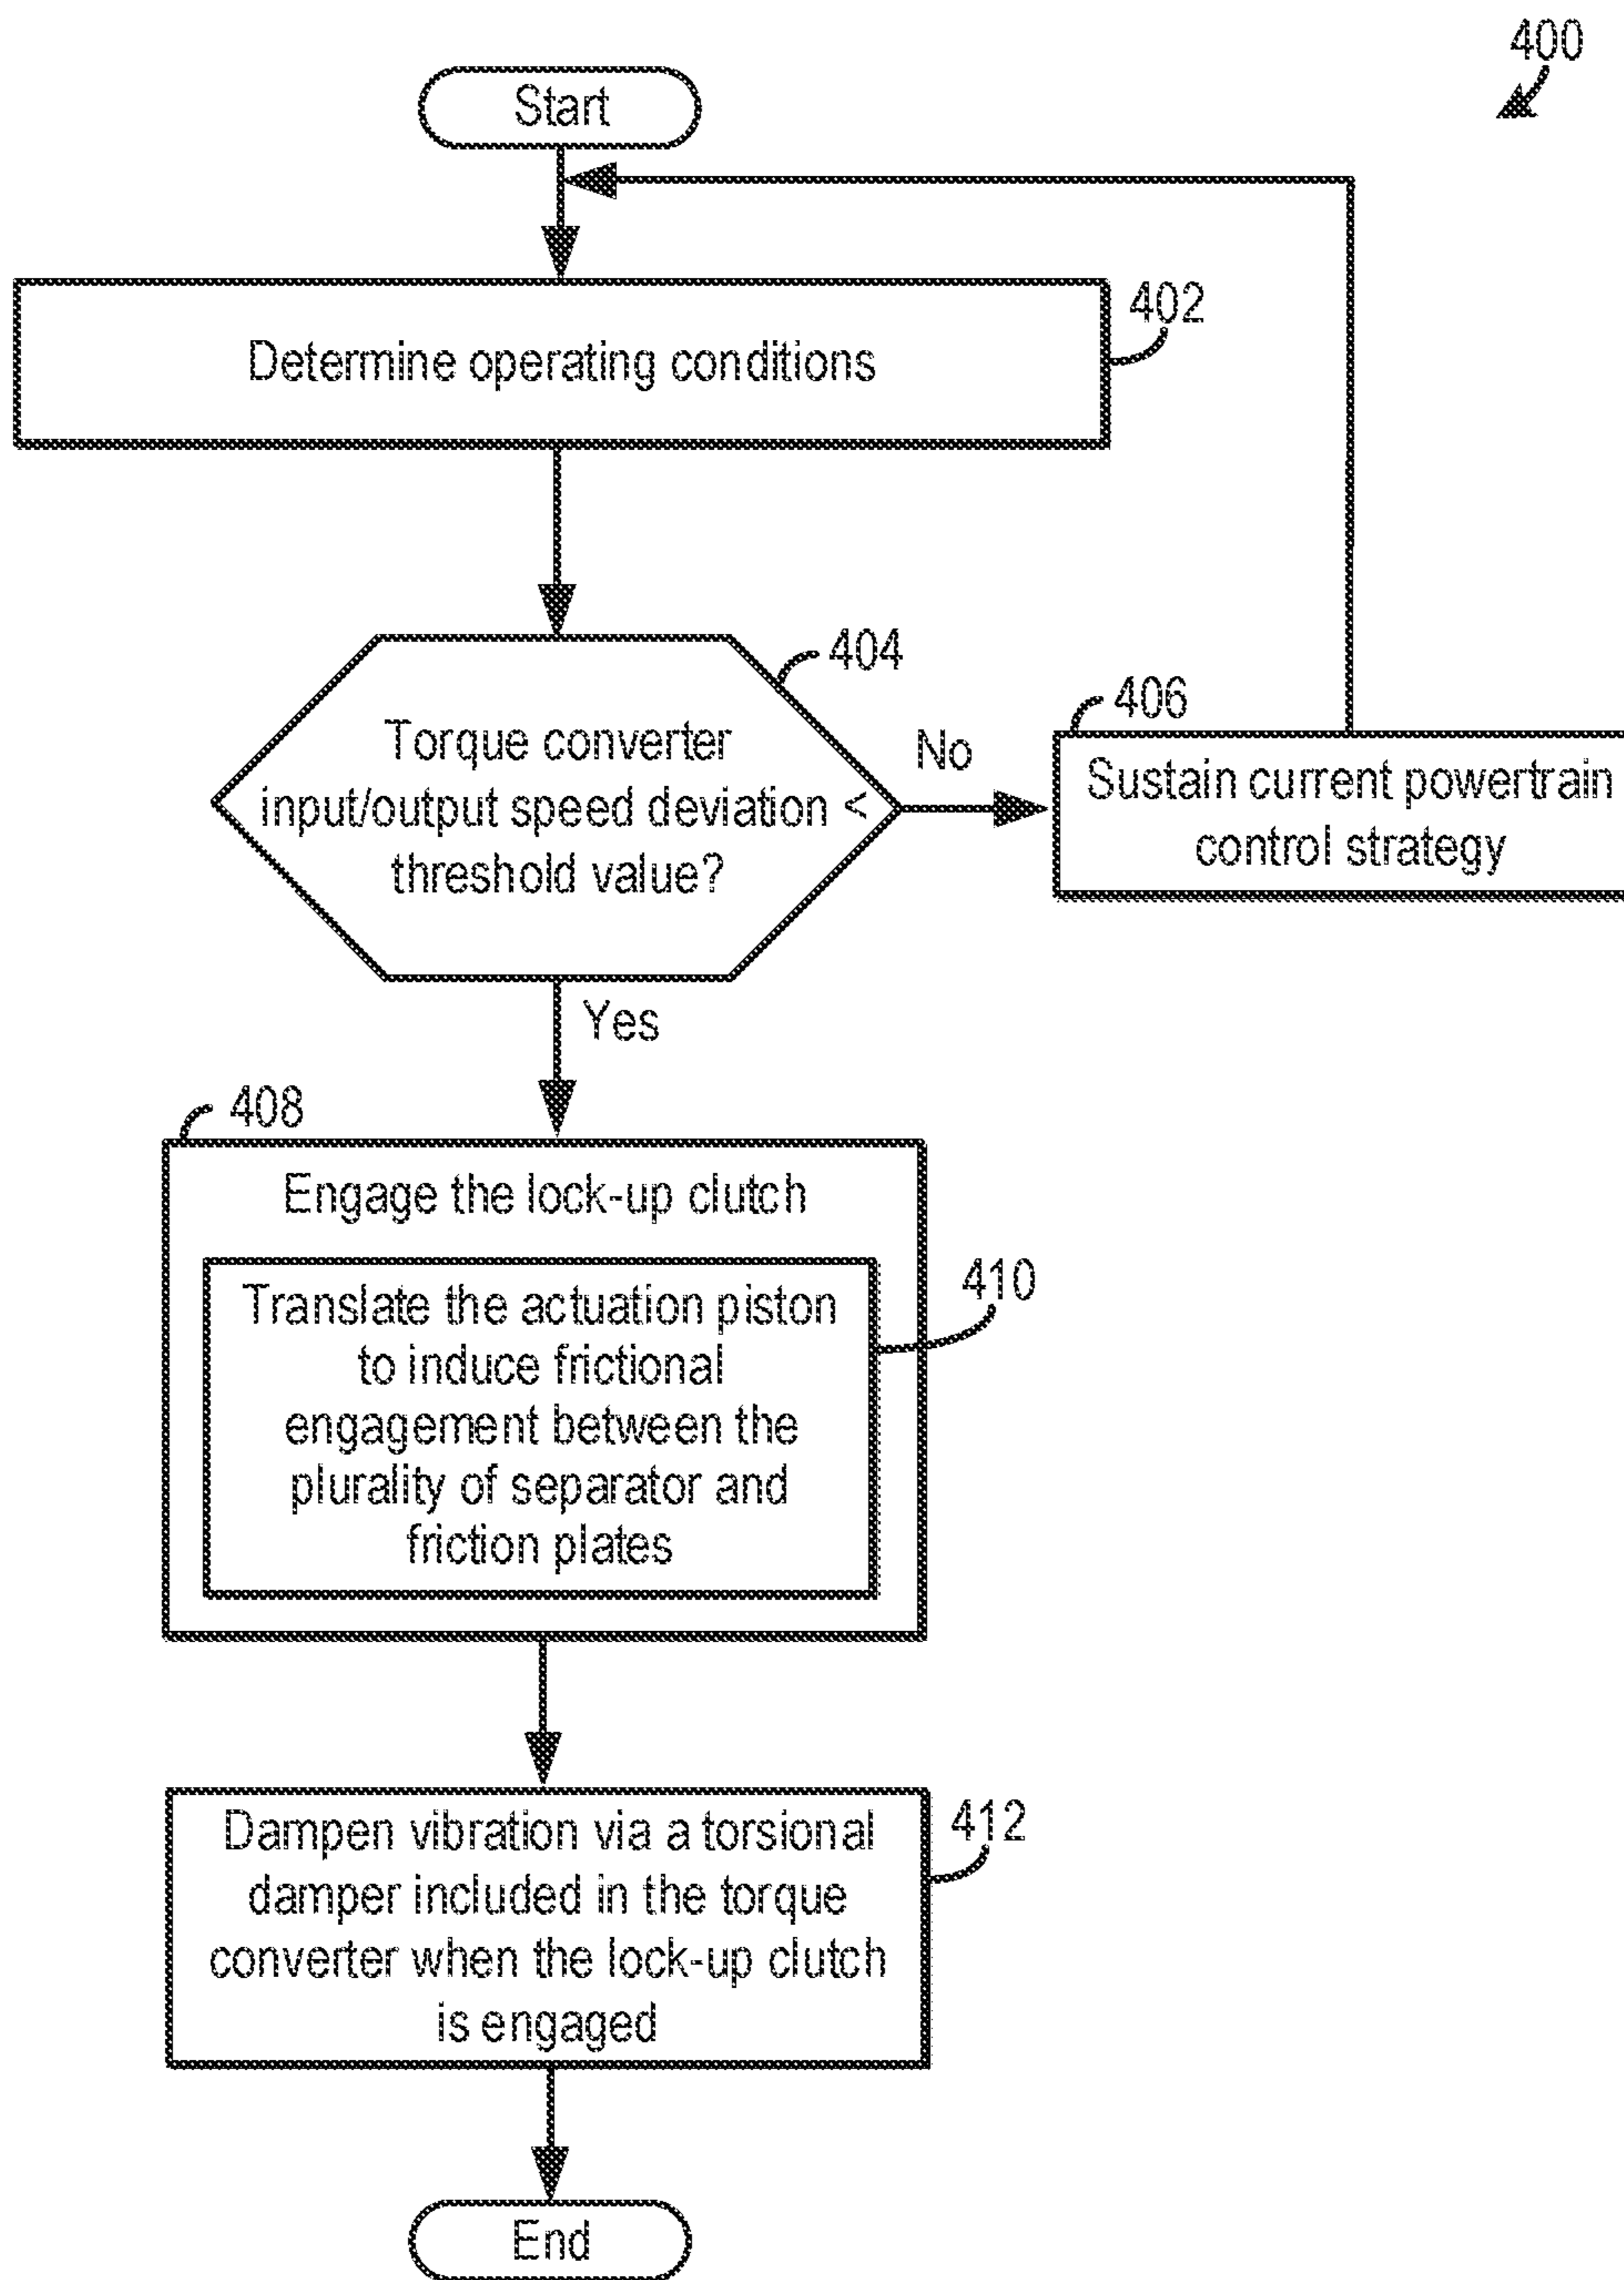 400
Start
402
Determine operating conditions
404
Torque converter
input/output speed deviation <
threshold value?
No
406
Sustain current powertrain
control strategy
Yes
408
Engage the lock-up clutch
410
Translate the actuation piston
to induce frictional
engagement between the
plurality of separator and
friction plates
412
Dampen vibration via a torsional
damper included in the torque
converter when the lock-up clutch
is engaged
End